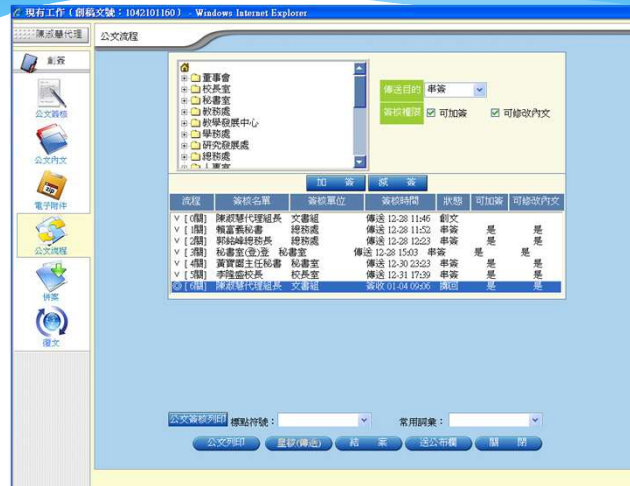 現有工作 ( 創稿文號：1042101160 ) - Windows Internet Explorer
陳淑慧代理
公文流程
創簽
公文簽核
公文內文
電子附件
公文流程
併案
復文
董事會
校長室
秘書室
教務處
教學發展中心
學務處
研究發展處
總務處
人事室
傳送目的 串簽
簽核權限 可加簽 可修改內文
加 簽 減 簽
流程 簽核名單 簽核單位 簽核時間 狀態 可加簽 可修改內文
V [0關] 陳淑慧代理組長 文書組 傳送 12-28 11:46 創文
V [1關] 賴富義秘書 總務處 傳送 12-28 11:52 串簽 是 是
V [2關] 郭銘峰總務長 總務處 傳送 12-28 12:23 串簽 是 是
V [3關] 秘書室(登)登 秘書室 傳送 12-28 15:03 串簽 是 是
V [4關] 黃寶園主任秘書 秘書室 傳送 12-30 23:23 串簽 是 是
V [5關] 李隆盛校長 校長室 傳送 12-31 17:39 串簽 是 是
◎ [6關] 陳淑慧代理組長 文書組 簽收 01-04 09:06 擲回 是 是
公文簽核列印 標點符號： 常用詞彙：
公文列印 呈核(傳送) 結 案 送公布欄 關 閉